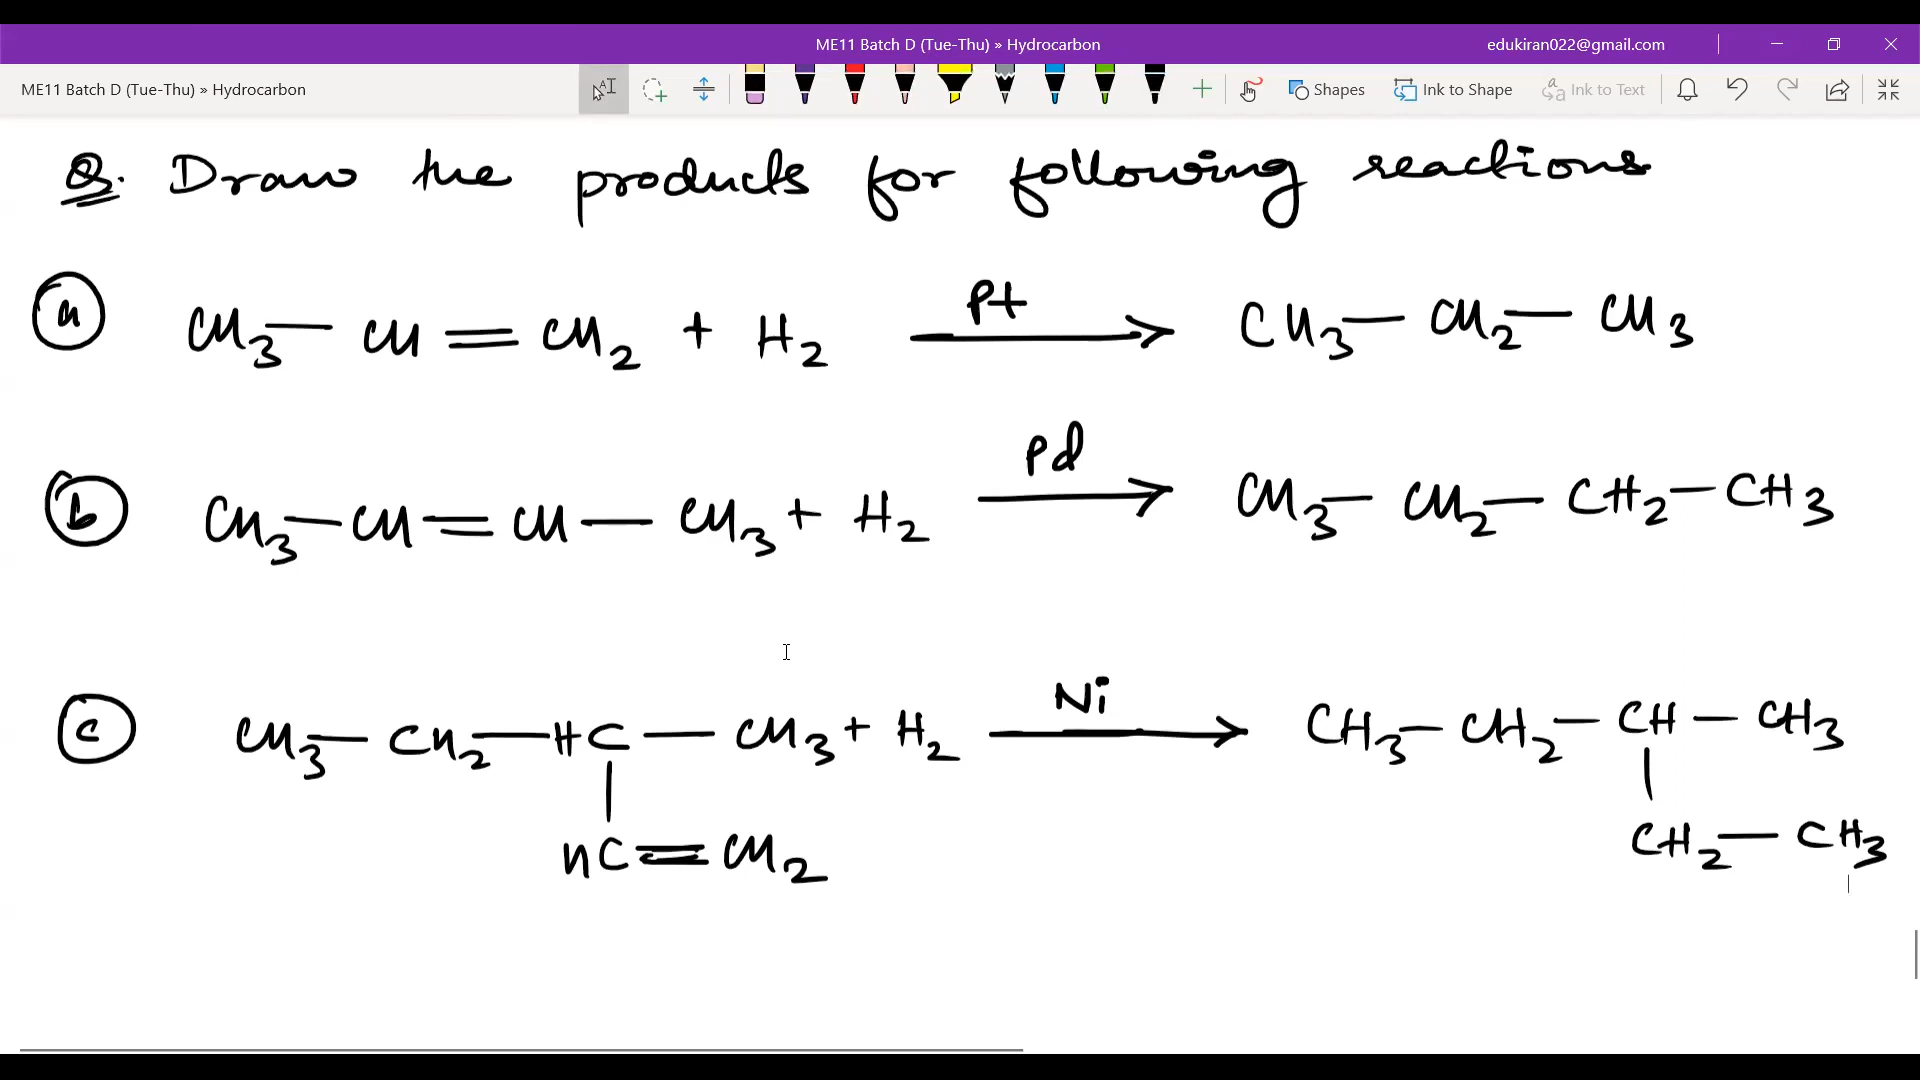 ME11 Batch D (Tue-Thu) » Hydrocarbon
edukiran022@gmail.com
ME11 Batch D (Tue-Thu) » Hydrocarbon
Shapes
Ink to Shape
Ink to Text
Q. Draw the products for following reactions
(a) CH3—CH=CH2 + H2 —Pt→ CH3—CH2—CH3
(b) CH3—CH=CH—CH3 + H2 —Pd→ CH3—CH2—CH2—CH3
(c) CH3—CH2—HC—CH3 + H2 —Ni→ CH3—CH2—CH—CH3
HC=CH2 CH2—CH3